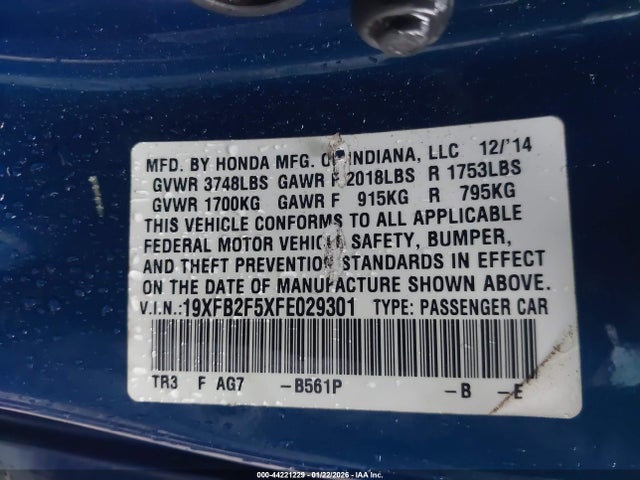 MFD. BY HONDA MFG. OF INDIANA, LLC 12/'14
GVWR 3748LBS GAWR F 2018LBS R 1753LBS
GVWR 1700KG GAWR F 915KG R 795KG
THIS VEHICLE CONFORMS TO ALL APPLICABLE
FEDERAL MOTOR VEHICLE SAFETY, BUMPER,
AND THEFT PREVENTION STANDARDS IN EFFECT
ON THE DATE OF MANUFACTURE SHOWN ABOVE.
V.I.N.: 19XFB2F5XFE029301 TYPE: PASSENGER CAR
TR3 F AG7 -B561P -B -E
000-44221229 - 01/22/2026 - IAAI.COM